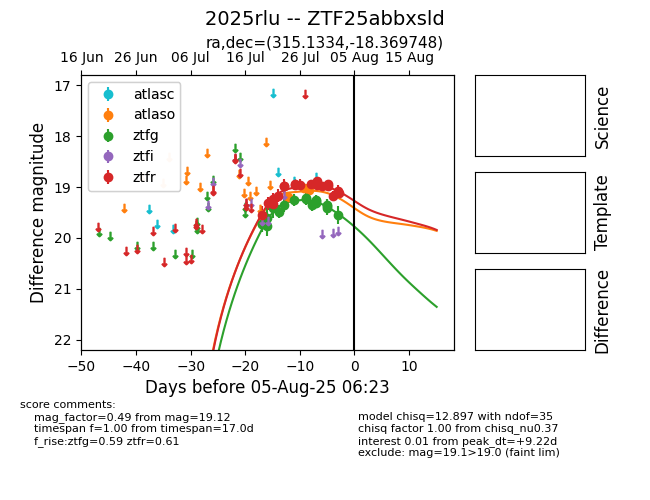 2025rlu -- ZTF25abbxsld
ra,dec=(315.1334,-18.369748)
16 Jun 26 Jun 06 Jul 16 Jul 26 Jul 05 Aug 15 Aug
17
18
19
20
21
22
Difference magnitude
atlasc
atlaso
ztfg
ztfi
ztfr
−50 −40 −30 −20 −10 0 10
Days before 05-Aug-25 06:23
Science
Template
Difference
score comments:
mag_factor=0.49 from mag=19.12
timespan f=1.00 from timespan=17.0d
f_rise:ztfg=0.59 ztfr=0.61
model chisq=12.897 with ndof=35
chisq factor 1.00 from chisq_nu0.37
interest 0.01 from peak_dt=+9.22d
exclude: mag=19.1>19.0 (faint lim)